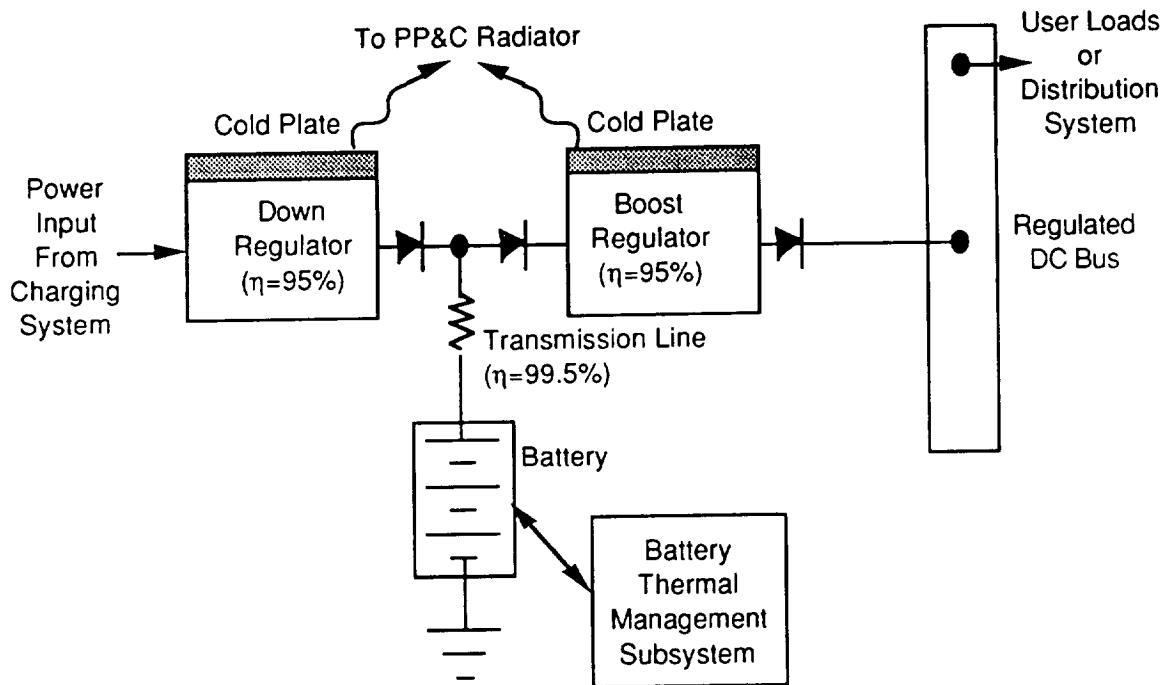 To PP&C Radiator
User Loads
or
Distribution
System
Cold Plate
Cold Plate
Power
Input
From
Charging
System
Down
Regulator
(η=95%)
Boost
Regulator
(η=95%)
Regulated
DC Bus
Transmission Line
(η=99.5%)
Battery
Battery
Thermal
Management
Subsystem